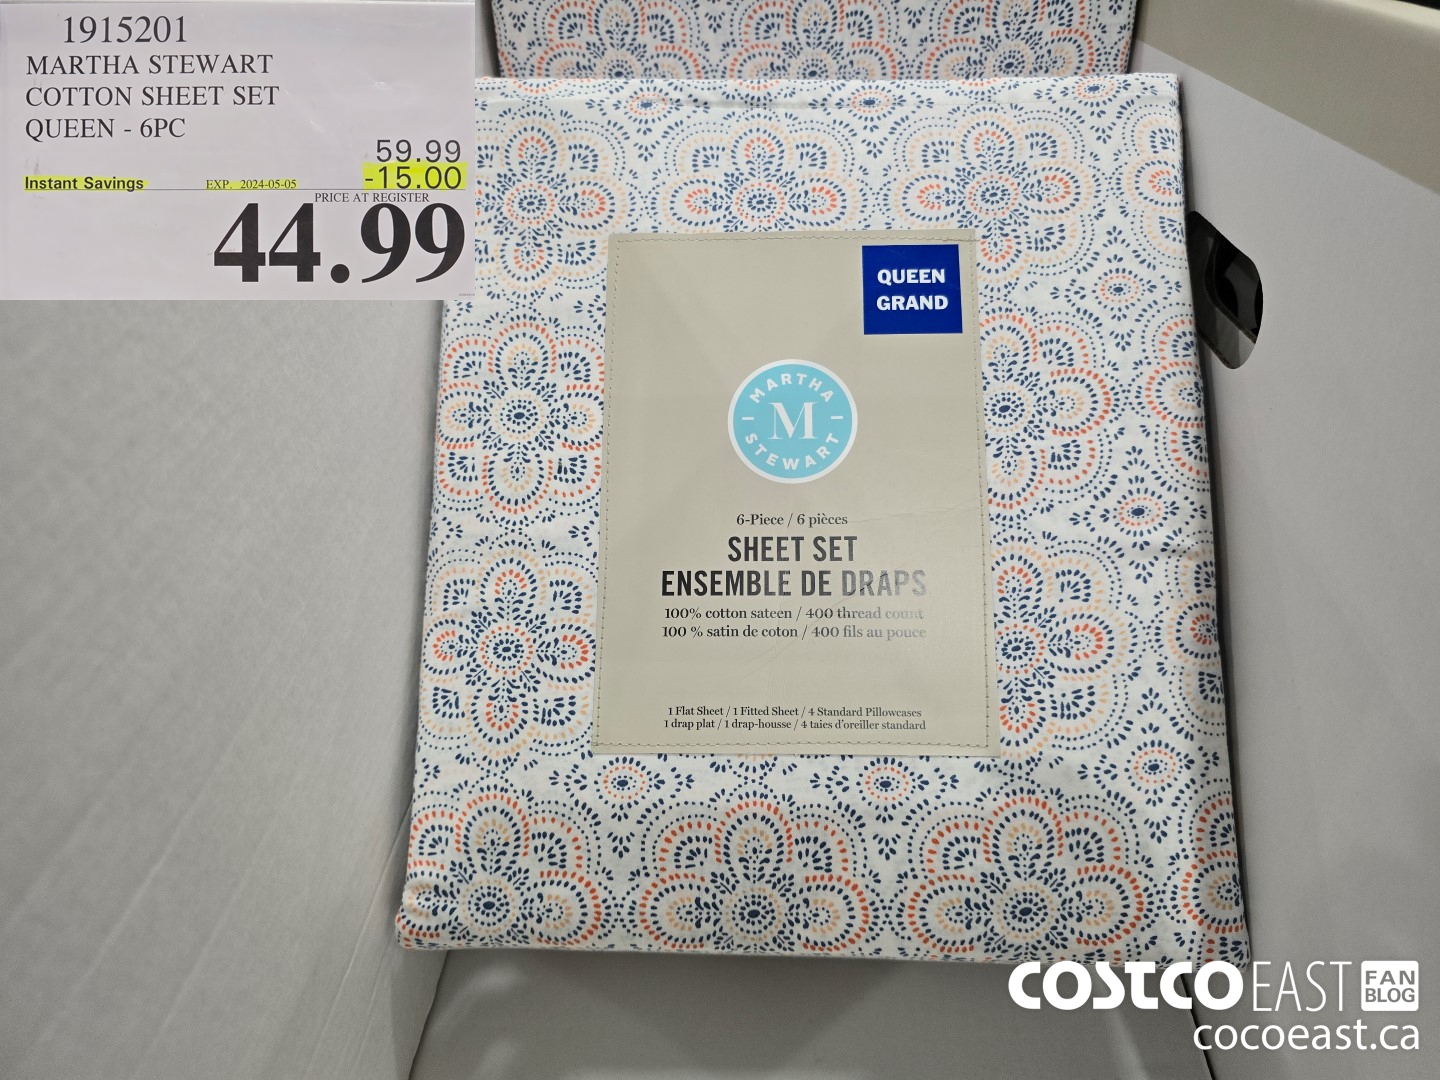 1915201
MARTHA STEWART
COTTON SHEET SET
QUEEN - 6PC
59.99
Instant Savings EXP. 2024-05-05 -15.00
PRICE AT REGISTER
44.99
QUEEN
GRAND
MARTHA
M
STEWART
6-Piece / 6 pièces
SHEET SET
ENSEMBLE DE DRAPS
100% cotton sateen / 400 thread count
100 % satin de coton / 400 fils au pouce
1 Flat Sheet / 1 Fitted Sheet / 4 Standard Pillowcases
1 drap plat / 1 drap-housse / 4 taies d'oreiller standard
COSTCO EAST FAN BLOG
cocoeast.ca